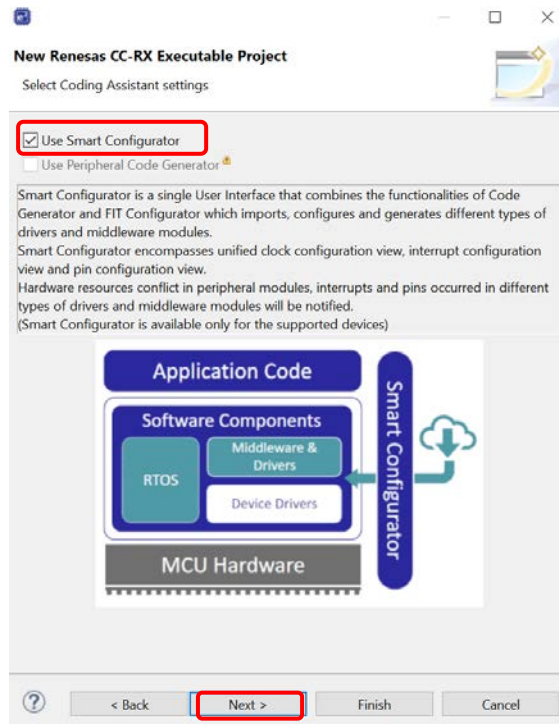 New Renesas CC-RX Executable Project
Select Coding Assistant settings
Use Smart Configurator
Use Peripheral Code Generator
Smart Configurator is a single User Interface that combines the functionalities of Code
Generator and FIT Configurator which imports, configures and generates different types of
drivers and middleware modules.
Smart Configurator encompasses unified clock configuration view, interrupt configuration
view and pin configuration view.
Hardware resources conflict in peripheral modules, interrupts and pins occurred in different
types of drivers and middleware modules will be notified.
(Smart Configurator is available only for the supported devices)
Application Code
Software Components
RTOS
Middleware &
Drivers
Device Drivers
MCU Hardware
Smart Configurator
?
< Back
Next >
Finish
Cancel